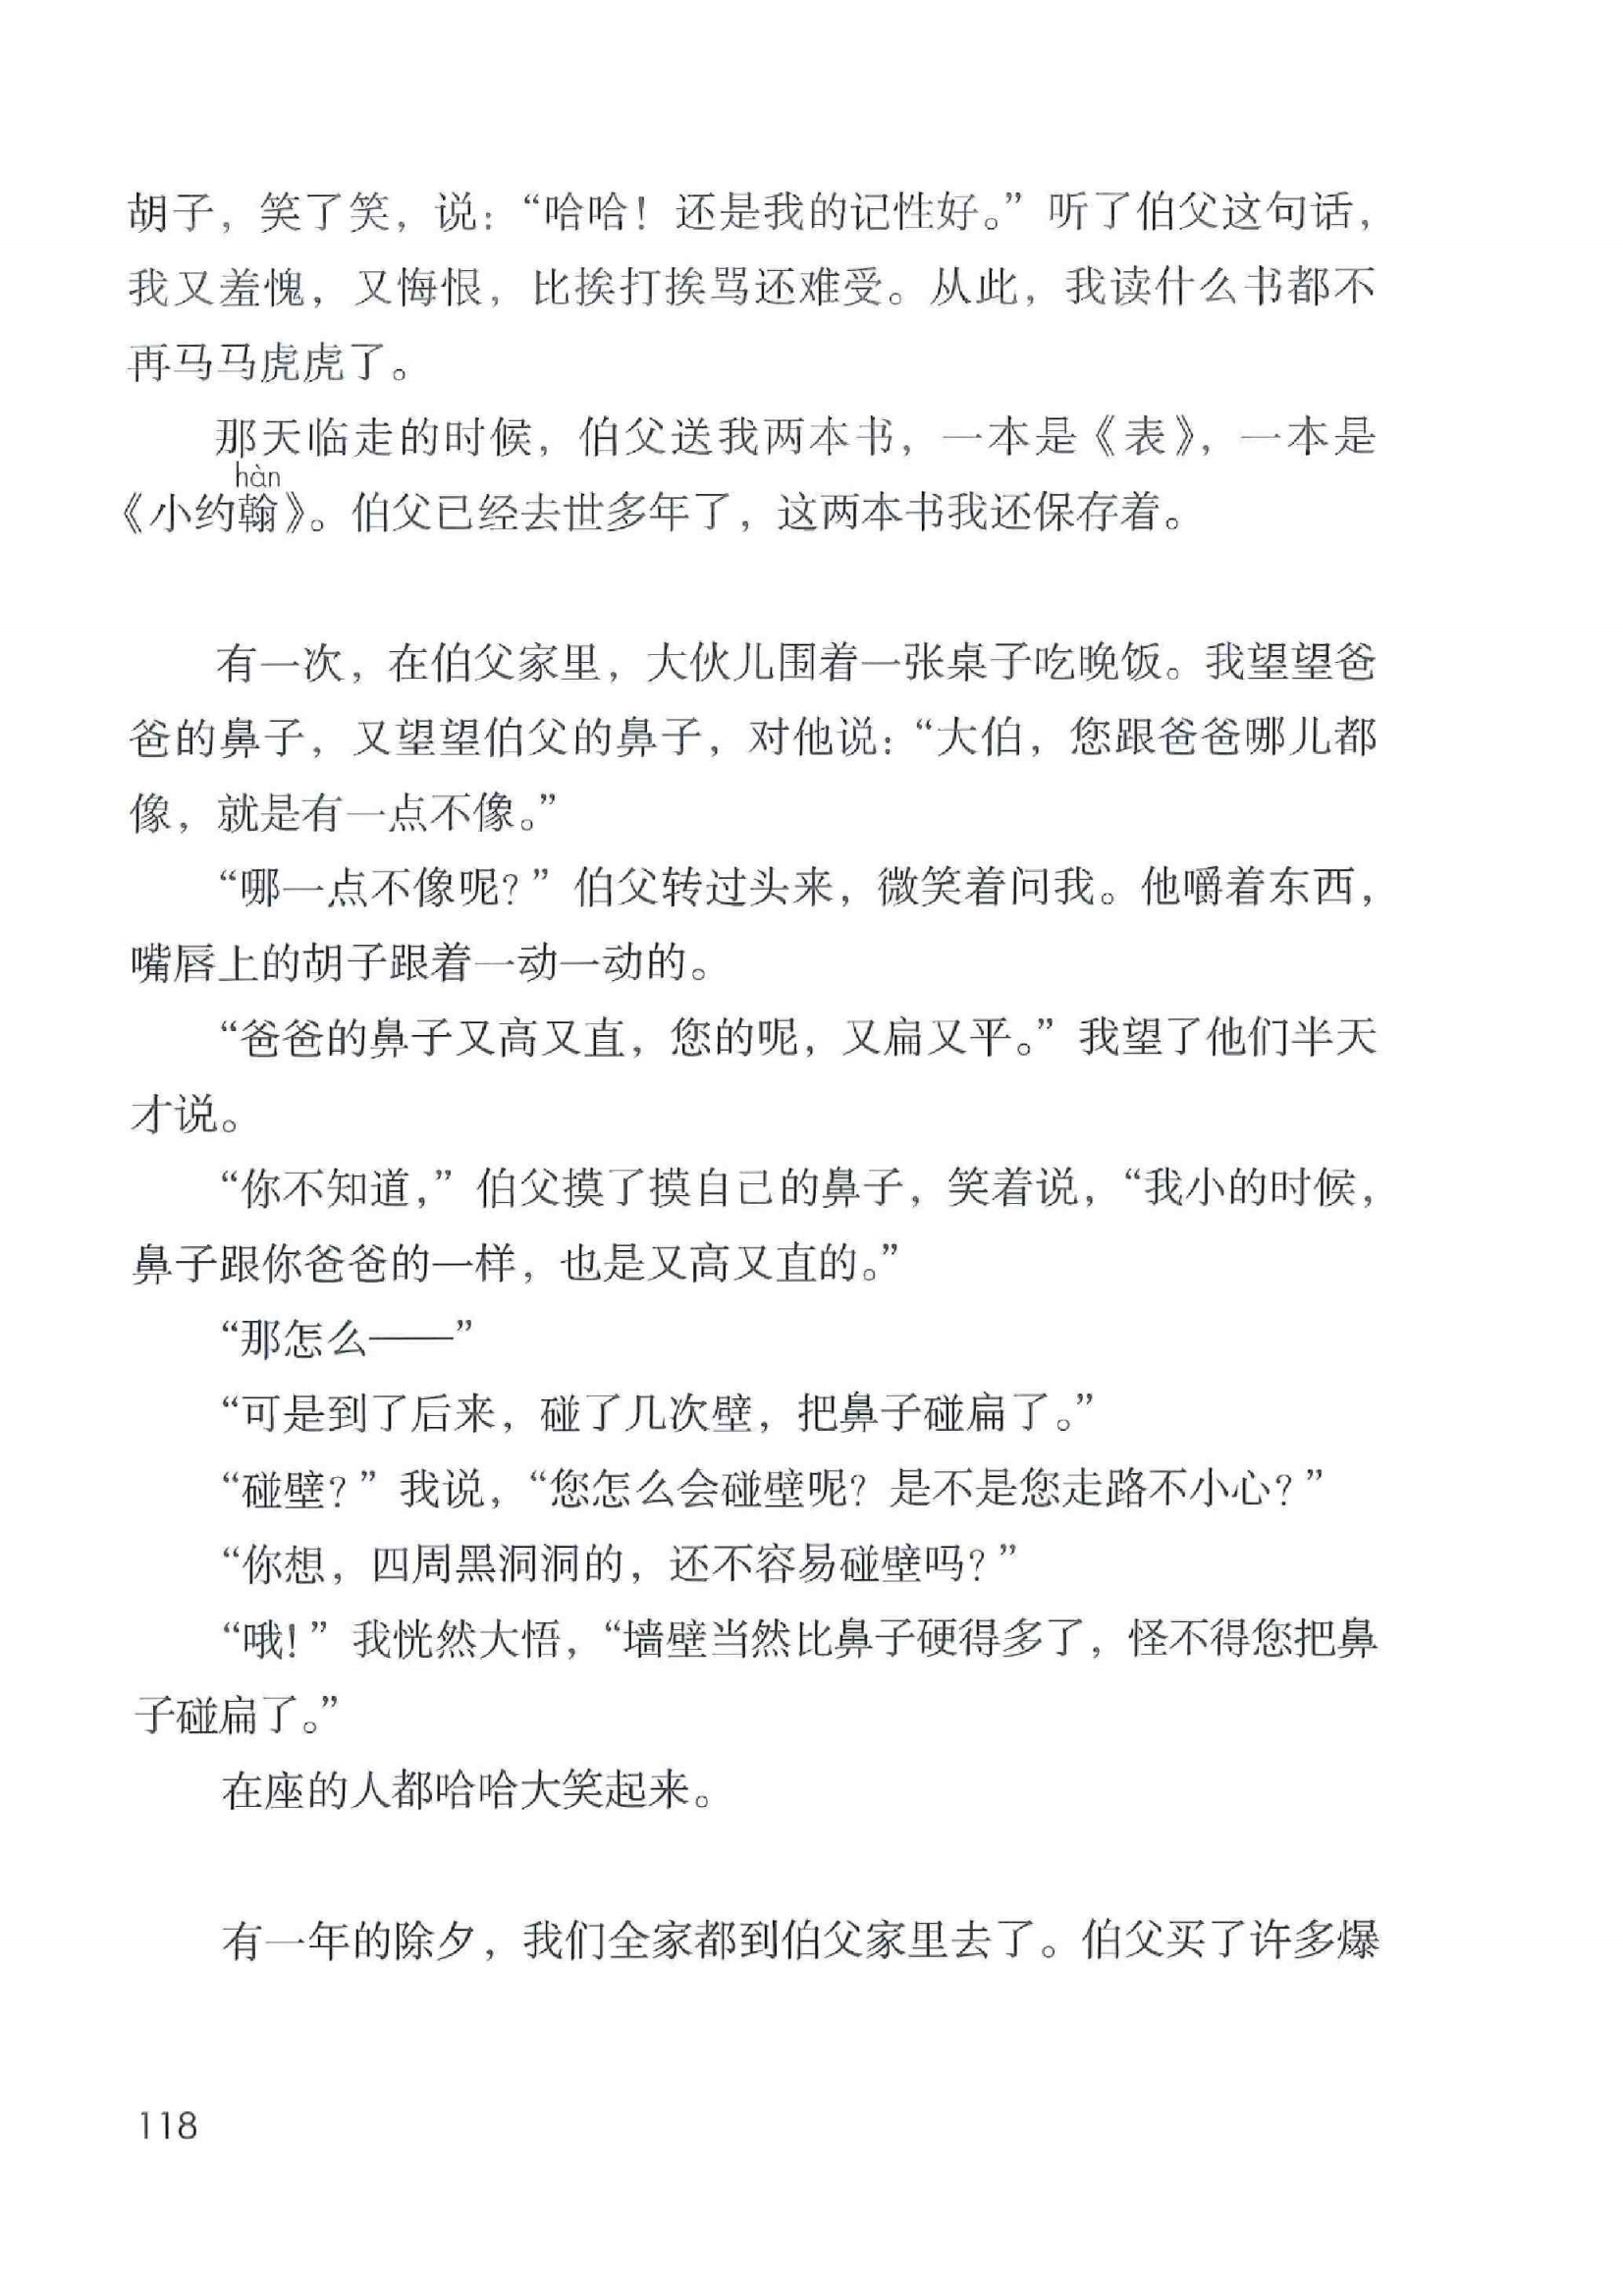 胡子，笑了笑，说：“哈哈！还是我的记性好。”听了伯父这句话，
我又羞愧，又悔恨，比挨打挨骂还难受。从此，我读什么书都不
再马马虎虎了。
那天临走的时候，伯父送我两本书，一本是《表》，一本是
hàn
《小约翰》。伯父已经去世多年了，这两本书我还保存着。
有一次，在伯父家里，大伙儿围着一张桌子吃晚饭。我望望爸
爸的鼻子，又望望伯父的鼻子，对他说：“大伯，您跟爸爸哪儿都
像，就是有一点不像。”
“哪一点不像呢？”伯父转过头来，微笑着问我。他嚼着东西，
嘴唇上的胡子跟着一动一动的。
“爸爸的鼻子又高又直，您的呢，又扁又平。”我望了他们半天
才说。
“你不知道，”伯父摸了摸自己的鼻子，笑着说，“我小的时候，
鼻子跟你爸爸的一样，也是又高又直的。”
“那怎么——”
“可是到了后来，碰了几次壁，把鼻子碰扁了。”
“碰壁？”我说，“您怎么会碰壁呢？是不是您走路不小心？”
“你想，四周黑洞洞的，还不容易碰壁吗？”
“哦！”我恍然大悟，“墙壁当然比鼻子硬得多了，怪不得您把鼻
子碰扁了。”
在座的人都哈哈大笑起来。
有一年的除夕，我们全家都到伯父家里去了。伯父买了许多爆
118